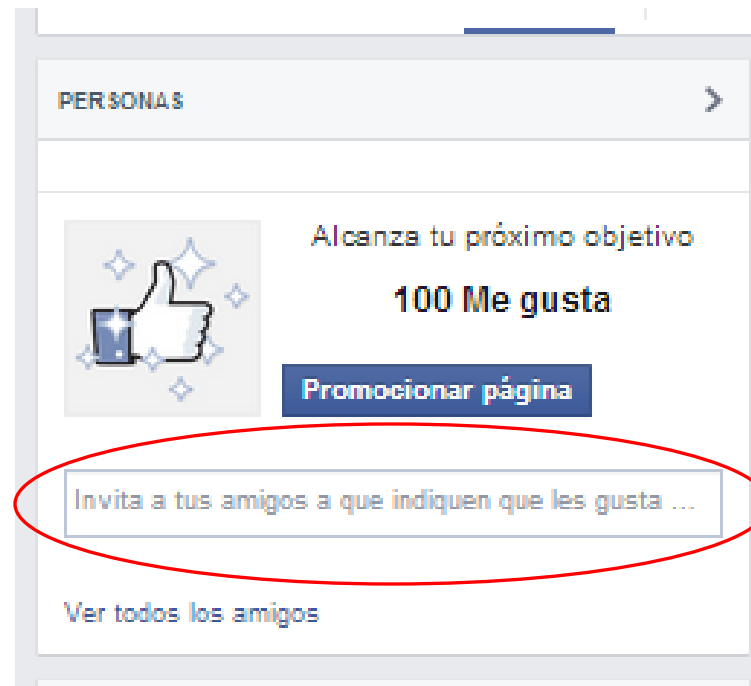 PERSONAS
Alcanza tu próximo objetivo
100 Me gusta
Promocionar página
Invita a tus amigos a que indiquen que les gusta ...
Ver todos los amigos